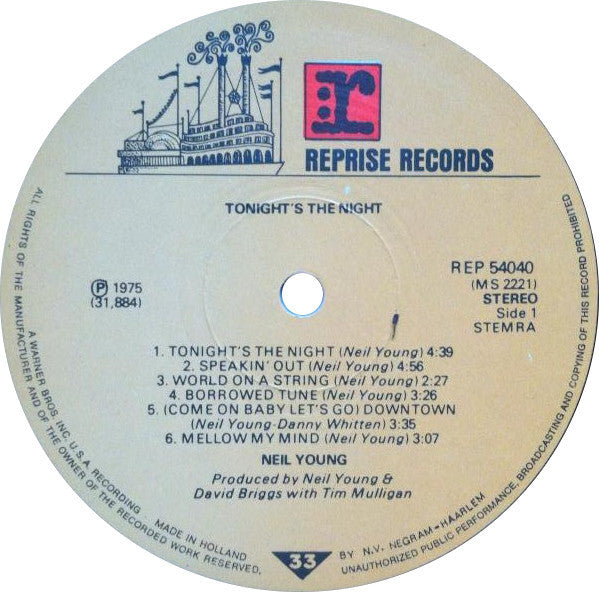 r
REPRISE RECORDS
TONIGHT'S THE NIGHT
℗ 1975
(31,884)
REP 54040
(MS 2221)
STEREO
Side 1
STEMRA
1. TONIGHT'S THE NIGHT (Neil Young) 4:39
2. SPEAKIN' OUT (Neil Young) 4:56
3. WORLD ON A STRING (Neil Young) 2:27
4. BORROWED TUNE (Neil Young) 3:26
5. (COME ON BABY LET'S GO) DOWNTOWN
(Neil Young-Danny Whitten) 3:35
6. MELLOW MY MIND (Neil Young) 3:07
NEIL YOUNG
Produced by Neil Young &
David Briggs with Tim Mulligan
ALL RIGHTS OF THE MANUFACTURER AND OF THE OWNER OF THE RECORDED WORK RESERVED.
A WARNER BROS. INC. U.S.A. RECORDING
MADE IN HOLLAND
33
BY N.V. NEGRAM-HAARLEM
UNAUTHORIZED PUBLIC PERFORMANCE, BROADCASTING AND COPYING OF THIS RECORD PROHIBITED